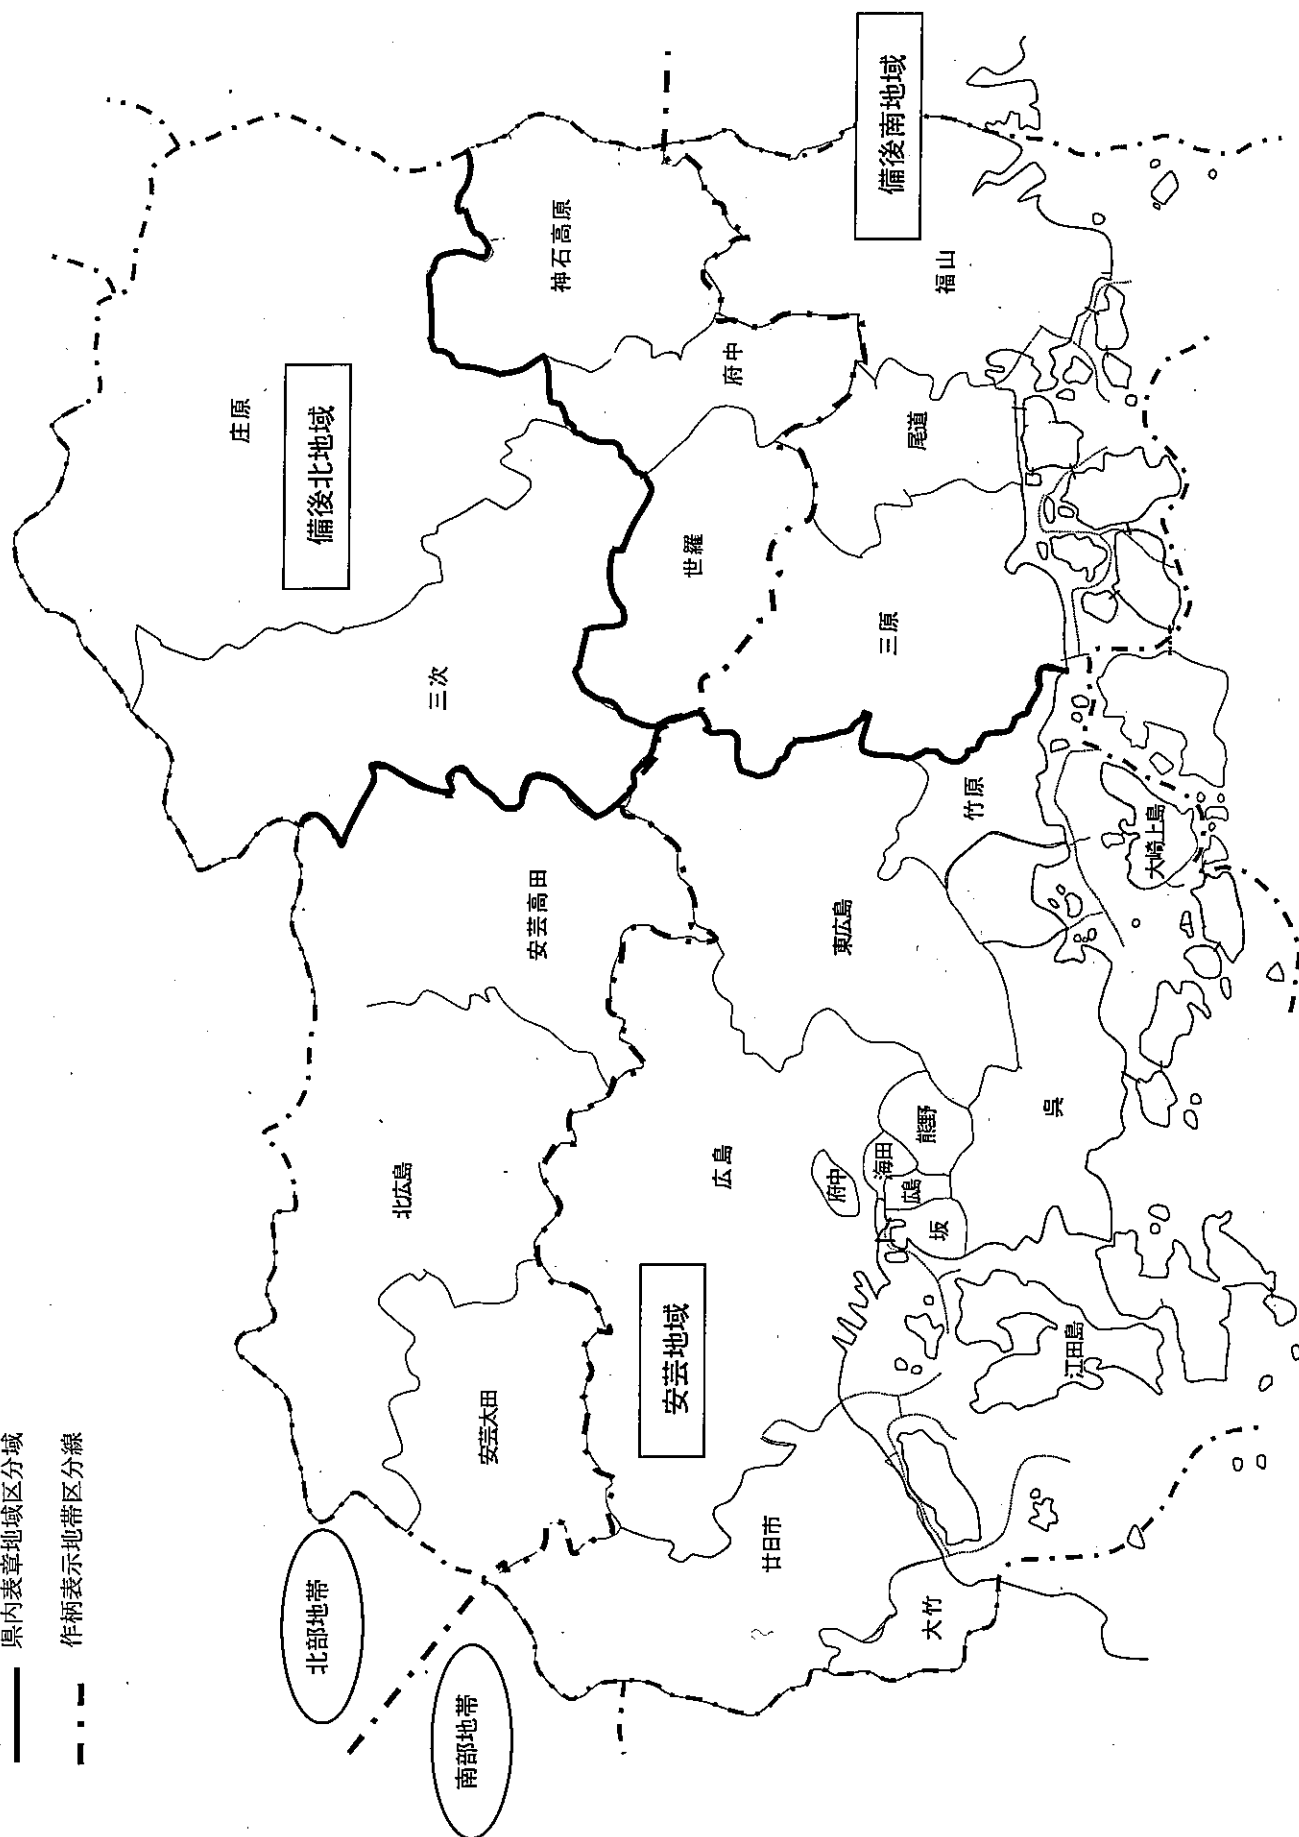 県内表章地域区分域
作柄表示地帯区分線
北部地帯
南部地帯
備後北地域
備後南地域
安芸地域
庄原
三次
神石高原
府中
世羅
福山
尾道
三原
安芸高田
北広島
安芸太田
広島
東広島
竹原
大崎上島
熊野
海田
府中
広島
坂
呉
江田島
廿日市
大竹